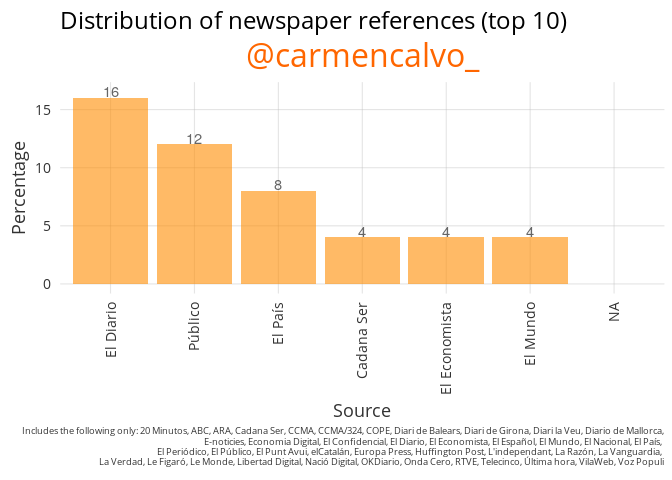 Distribution of newspaper references (top 10)
@carmencalvo_
16
12
8
4
4
4
15
10
5
0
Percentage
El Diario
Público
El País
Cadana Ser
El Economista
El Mundo
NA
Source
Includes the following only: 20 Minutos, ABC, ARA, Cadana Ser, CCMA, CCMA/324, COPE, Diari de Balears, Diari de Girona, Diari la Veu, Diario de Mallorca,
E-noticies, Economia Digital, El Confidencial, El Diario, El Economista, El Español, El Mundo, El Nacional, El País,
El Periódico, El Público, El Punt Avui, elCatalán, Europa Press, Huffington Post, L'independant, La Razón, La Vanguardia,
La Verdad, Le Figaró, Le Monde, Libertad Digital, Nació Digital, OKDiario, Onda Cero, RTVE, Telecinco, Última hora, VilaWeb, Voz Populi